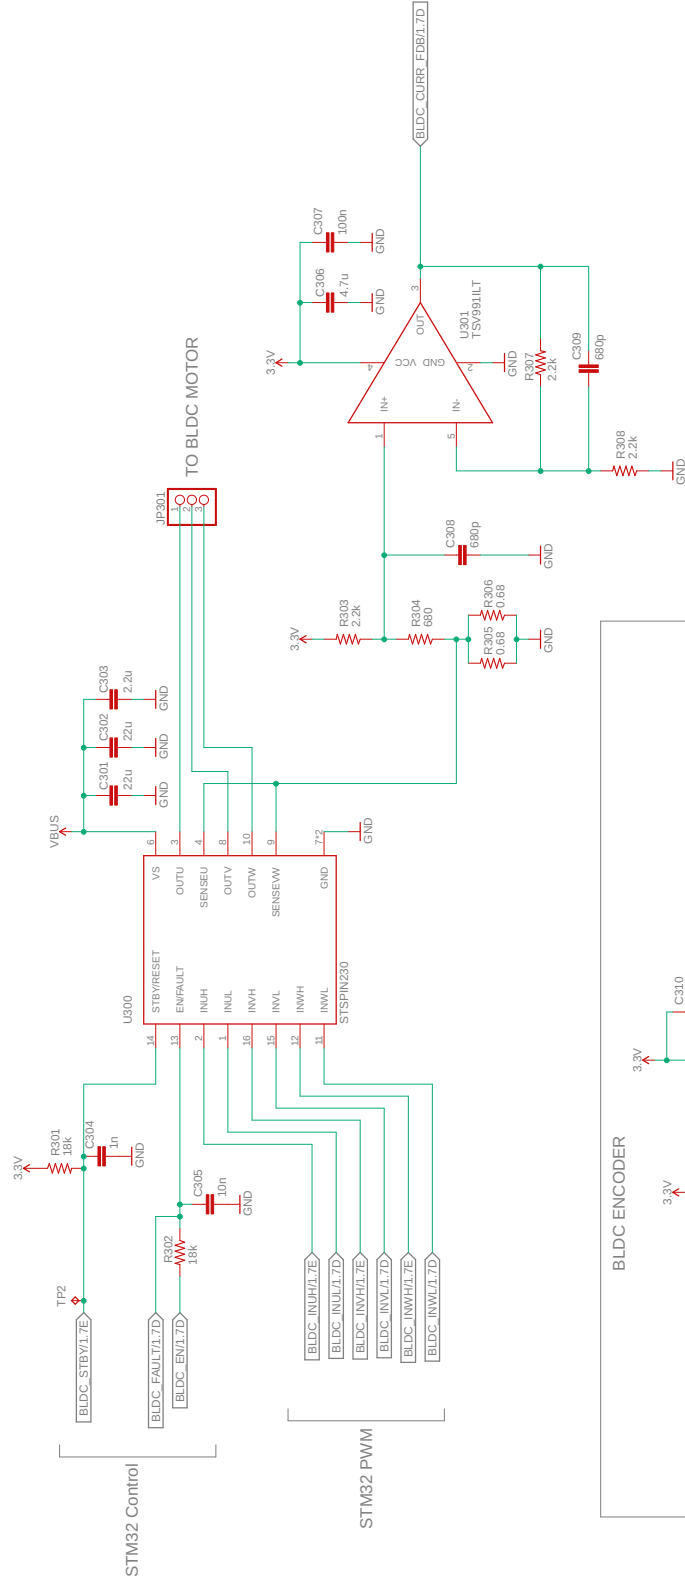 STM32 Control
BLDC_STBY/1.7E
TP2
BLDC_FAULT/1.7D
BLDC_EN/1.7D
3.3V
R301
18k
C304
1n
GND
R302
18k
C305
10n
GND
STM32 PWM
BLDC_INUH/1.7E
BLDC_INUL/1.7D
BLDC_INVH/1.7E
BLDC_INVL/1.7D
BLDC_INWH/1.7E
BLDC_INWL/1.7D
U300
STSPIN230
14
13
2
1
16
15
12
11
STBY/RESET
EN/FAULT
INUH
INUL
INVH
INVL
INWH
INWL
VS
OUTU
SENSEU
OUTV
OUTW
SENSEVW
GND
6
3
4
8
10
9
7*2
GND
VBUS
C301
22u
GND
C302
22u
GND
C303
2.2u
GND
JP301
1
2
3
TO BLDC MOTOR
3.3V
R303
2.2k
R304
680
R305
0.68
R306
0.68
GND
C308
680p
GND
3.3V
C306
4.7u
GND
C307
100n
GND
U301
TSV991ILT
IN+
IN-
OUT
VCC
GND
1
5
4
2
3
GND
R307
2.2k
C309
680p
R308
2.2k
GND
BLDC_CURR_FDB/1.7D
BLDC ENCODER
3.3V
3.3V
C310